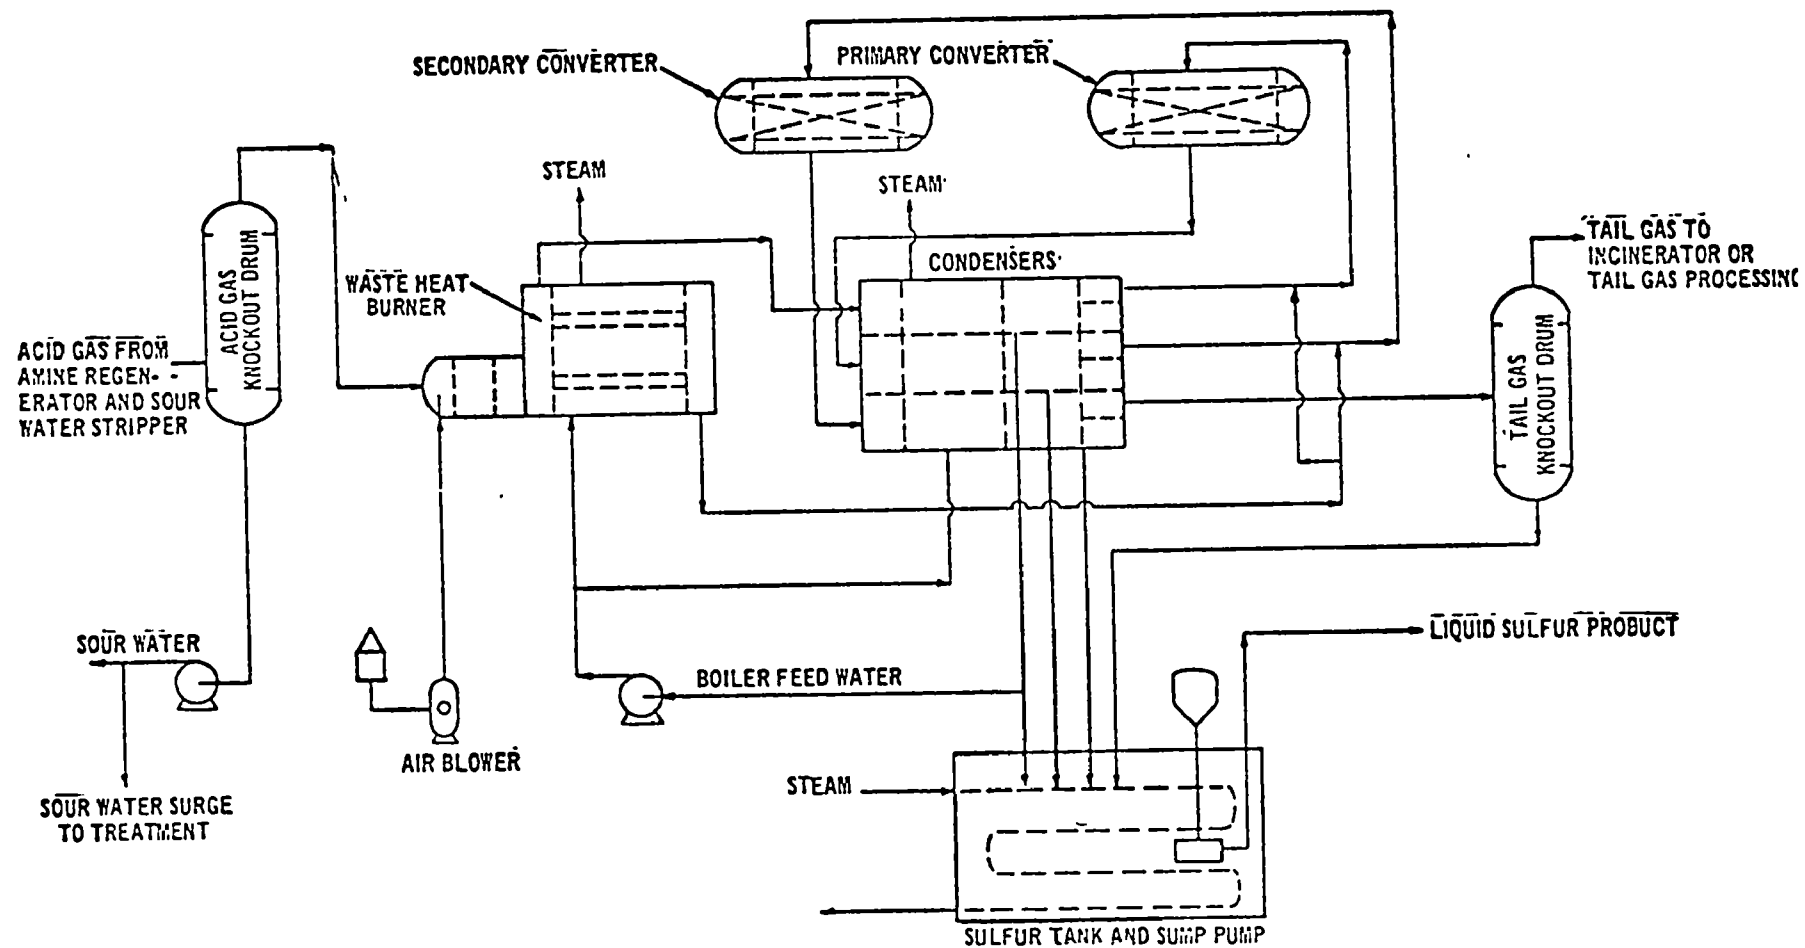 SECONDARY CONVERTER
PRIMARY CONVERTER
STEAM
STEAM
CONDENSERS
WASTE HEAT
BURNER
ACID GAS
KNOCKOUT DRUM
ACID GAS FROM
AMINE REGEN-
ERATOR AND SOUR
WATER STRIPPER
TAIL GAS TO
INCINERATOR OR
TAIL GAS PROCESSING
TAIL GAS
KNOCKOUT DRUM
SOUR WATER
SOUR WATER SURGE
TO TREATMENT
AIR BLOWER
BOILER FEED WATER
LIQUID SULFUR PRODUCT
STEAM
SULFUR TANK AND SUMP PUMP